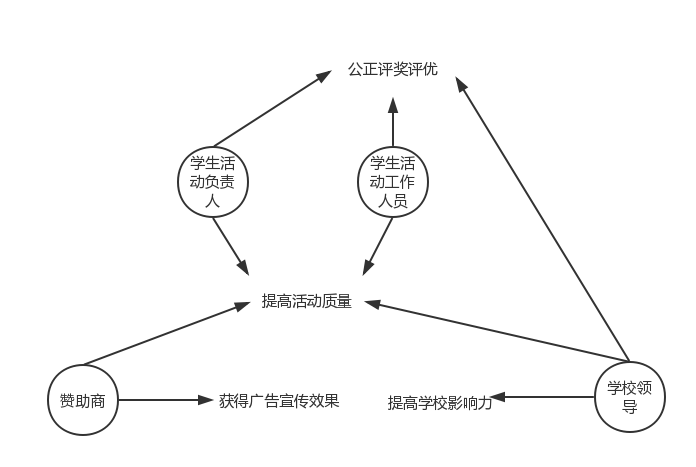 公正评奖评优
学生活
动负责
人
学生活
动工作
人员
提高活动质量
赞助商
获得广告宣传效果
提高学校影响力
学校领
导